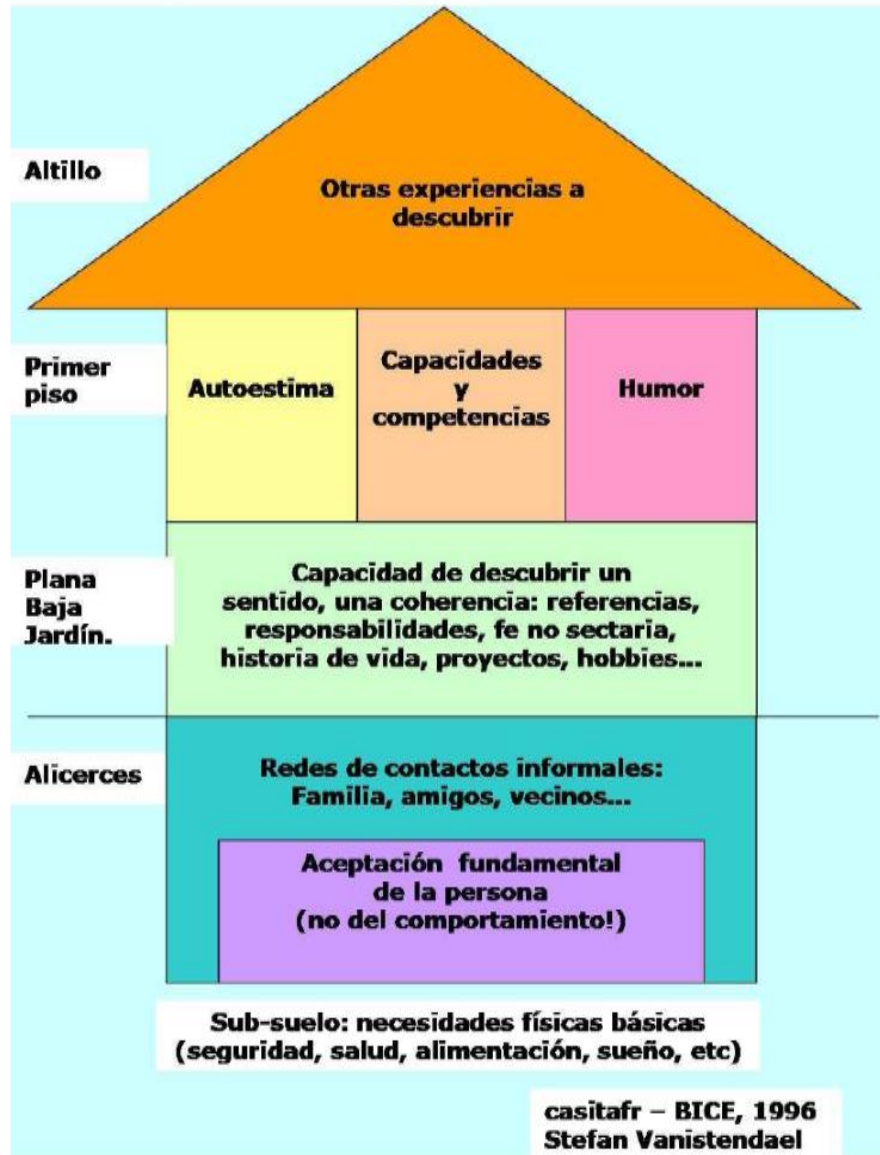 Altillo
Otras experiencias a
descubrir
Primer
piso
Autoestima
Capacidades
y
competencias
Humor
Plana
Baja
Jardín.
Capacidad de descubrir un
sentido, una coherencia: referencias,
responsabilidades, fe no sectaria,
historia de vida, proyectos, hobbies...
Alicerces
Redes de contactos informales:
Familia, amigos, vecinos...
Aceptación fundamental
de la persona
(no del comportamiento!)
Sub-suelo: necesidades físicas básicas
(seguridad, salud, alimentación, sueño, etc)
casitafr – BICE, 1996
Stefan Vanistendael